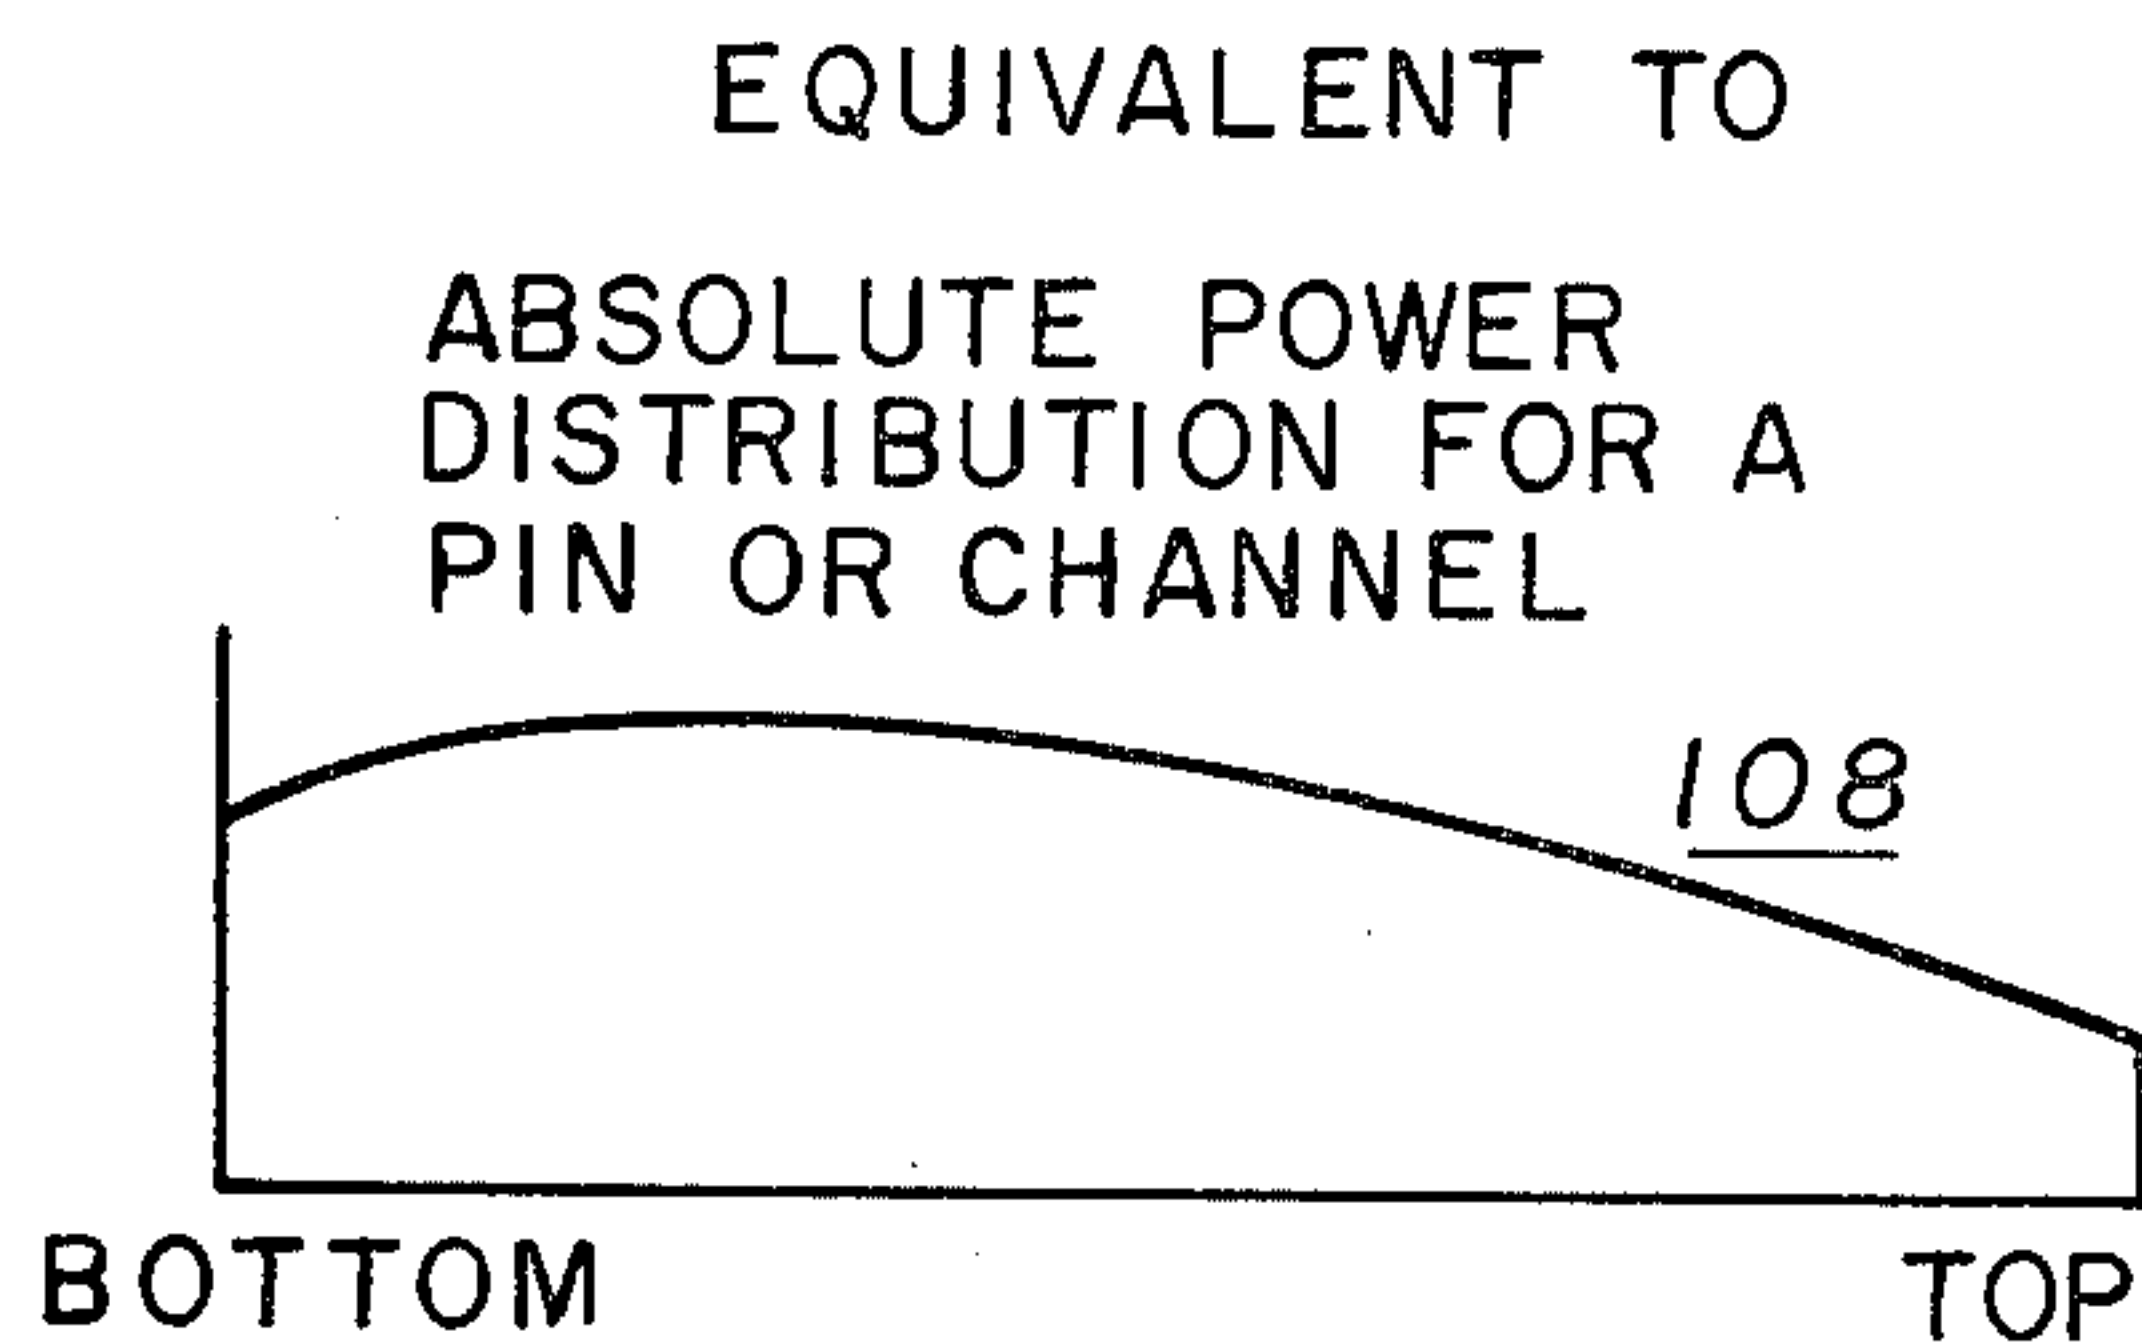 EQUIVALENT TO
ABSOLUTE POWER
DISTRIBUTION FOR A
PIN OR CHANNEL
108
BOTTOM
TOP